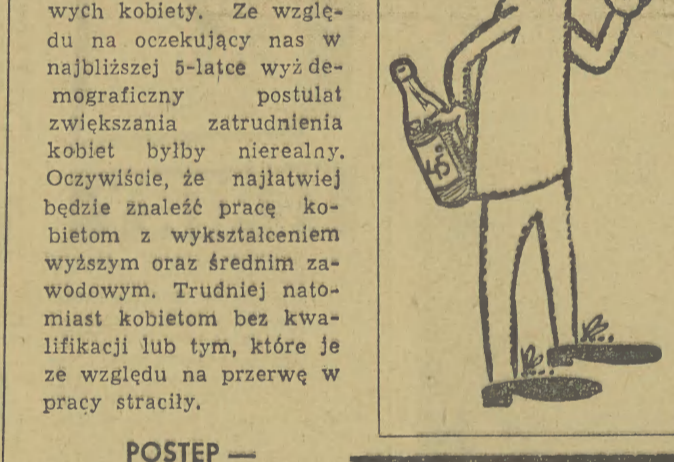 wych kobiety. Ze wzglę-
du na oczekujący nas w
najbliższej 5-latce wyż de-
mograficzny postulat
zwiększania zatrudnienia
kobiet byłby nierealny.
Oczywiście, że najłatwiej
będzie znaleźć pracę ko-
bietom z wykształceniem
wyższym oraz średnim za-
wodowym. Trudniej nato-
miast kobietom bez kwa-
lifikacji lub tym, które je
ze względu na przerwę w
pracy straciły.
POSTĘP —